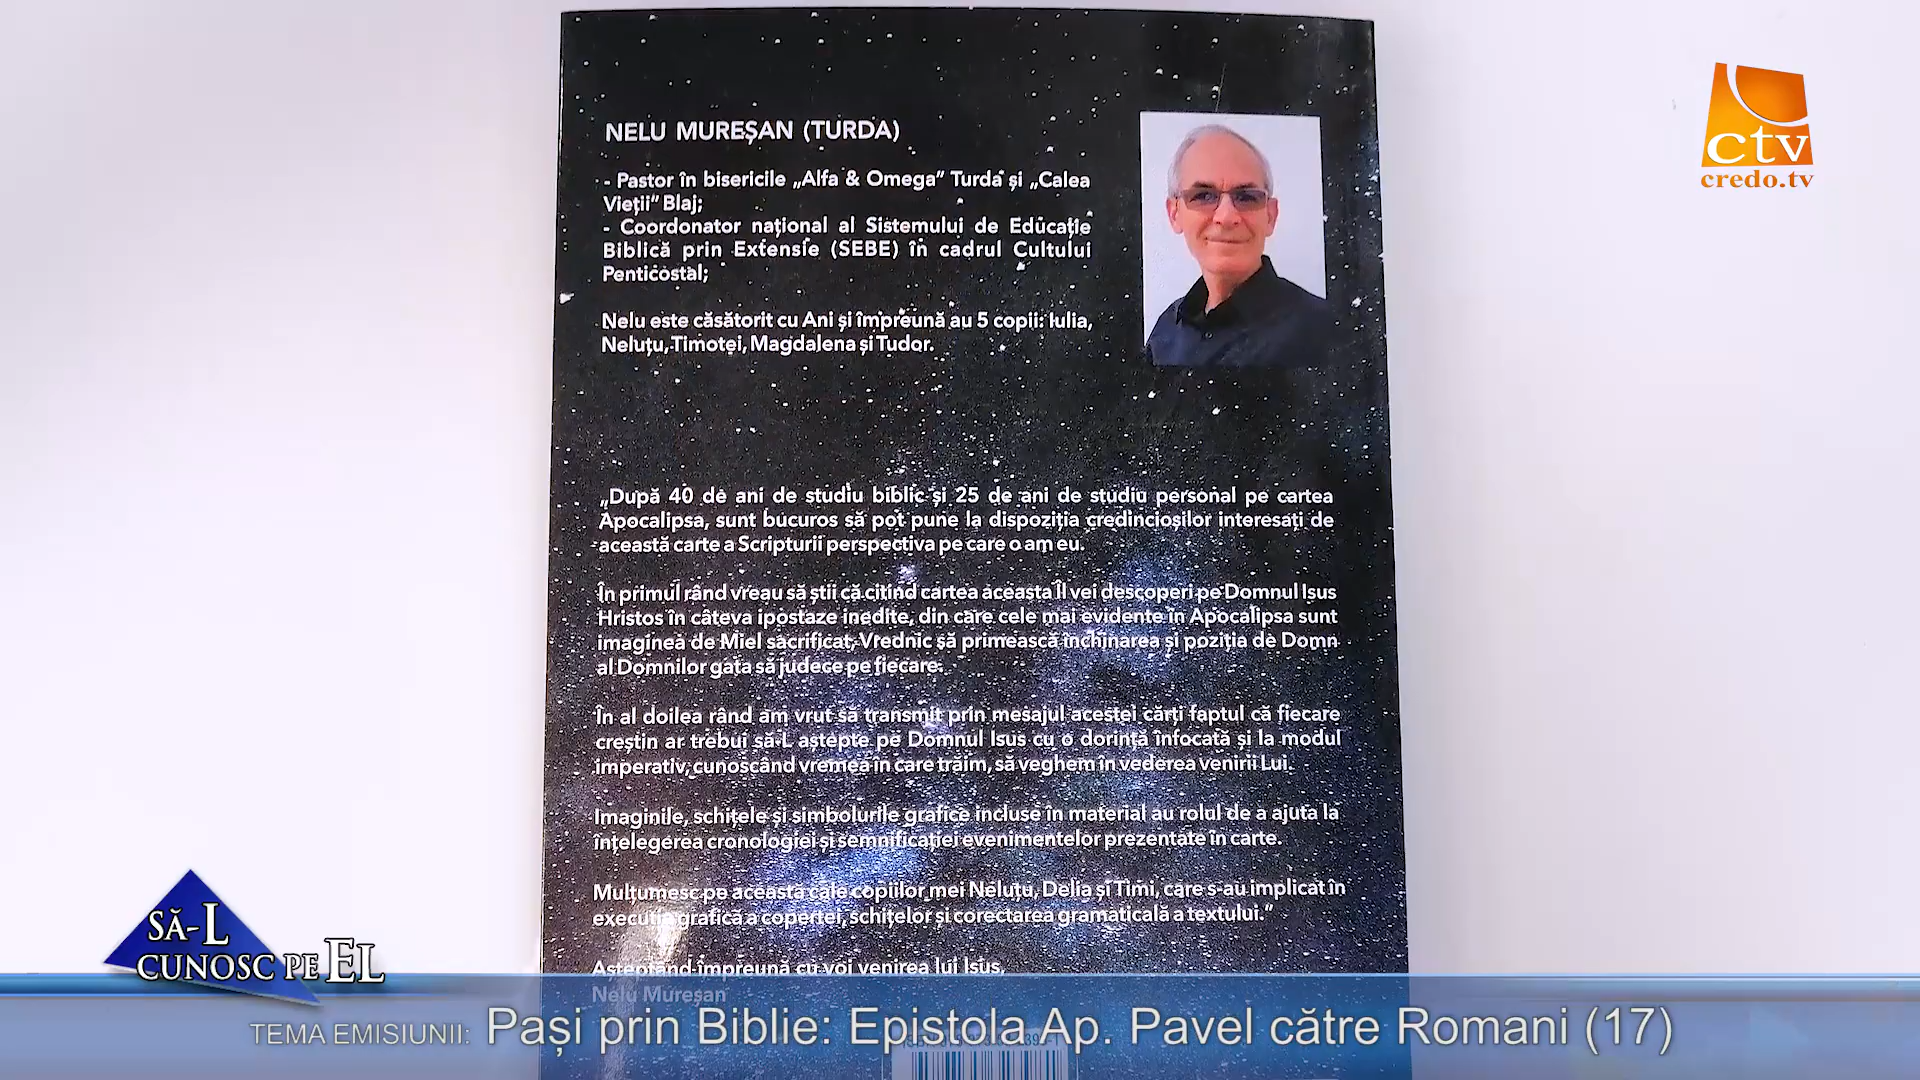 NELU MUREȘAN (TURDA)
- Pastor în bisericile „Alfa & Omega” Turda și „Calea
Vieții” Blaj;
- Coordonator național al Sistemului de Educație
Biblică prin Extensie (SEBE) în cadrul Cultului
Penticostal;
Nelu este căsătorit cu Ani și împreună au 5 copii: Iulia,
Neluțu, Timotei, Magdalena și Tudor.
„După 40 de ani de studiu biblic și 25 de ani de studiu personal pe cartea
Apocalipsa, sunt bucuros să pot pune la dispoziția credincioșilor interesați de
această carte a Scripturii perspectiva pe care o am eu.
În primul rând vreau să știi că citind cartea aceasta Îl vei descoperi pe Domnul Isus
Hristos în câteva ipostaze inedite, din care cele mai evidente în Apocalipsa sunt
imaginea de Miel sacrificat, Vrednic să primească închinarea și poziția de Domn
al Domnilor gata să judece pe fiecare.
În al doilea rând am vrut să transmit prin mesajul acestei cărți faptul că fiecare
creștin ar trebui să-L aștepte pe Domnul Isus cu o dorință înfocată și la modul
imperativ, cunoscând vremea în care trăim, să veghem în vederea venirii Lui.
Imaginile, schițele și simbolurile grafice incluse în material au rolul de a ajuta la
înțelegerea cronologiei și semnificației evenimentelor prezentate în carte.
Mulțumesc pe această cale copiilor mei Neluțu, Delia și Timi, care s-au implicat în
execuția grafică a copertei, schițelor și corectarea gramaticală a textului.”
Așteptând împreună cu voi venirea lui Isus,
Nelu Mureșan
ctv
credo.tv
SĂ-L
CUNOSC PE EL
TEMA EMISIUNII: Pași prin Biblie: Epistola Ap. Pavel către Romani (17)